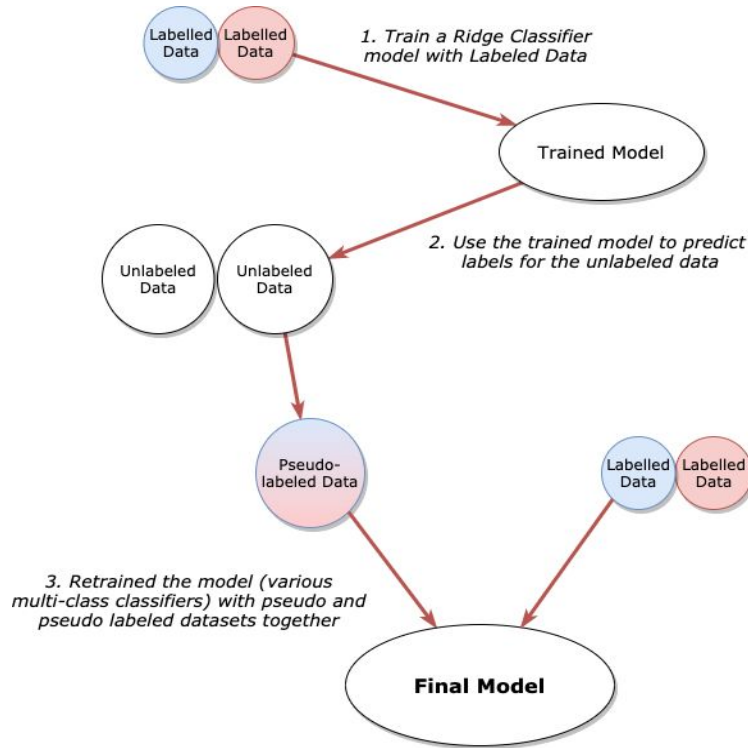 Labelled
Data
Labelled
Data
1. Train a Ridge Classifier
model with Labeled Data
Trained Model
2. Use the trained model to predict
labels for the unlabeled data
Unlabeled
Data
Unlabeled
Data
Pseudo-
labeled Data
Labelled
Data
Labelled
Data
3. Retrained the model (various
multi-class classifiers) with pseudo and
pseudo labeled datasets together
Final Model